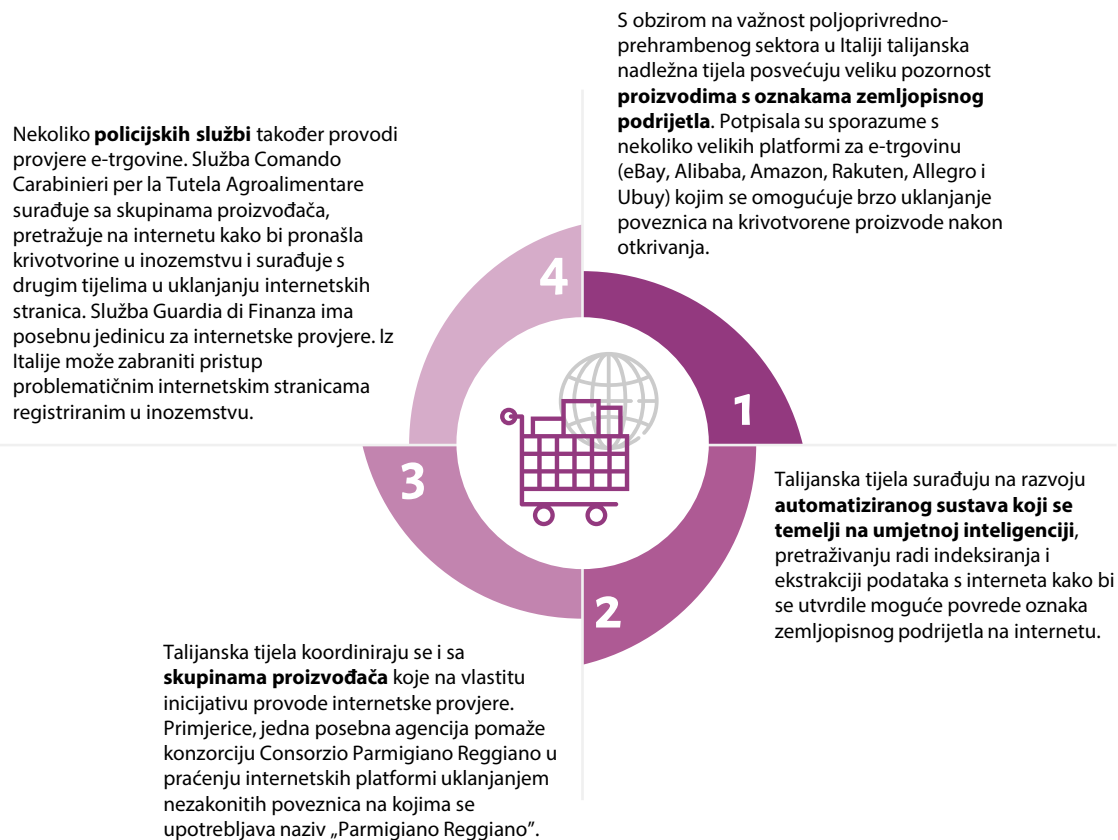 S obzirom na važnost poljoprivredno-
prehrambenog sektora u Italiji talijanska
nadležna tijela posvećuju veliku pozornost
proizvodima s oznakama zemljopisnog
podrijetla. Potpisala su sporazume s
nekoliko velikih platformi za e-trgovinu
(eBay, Alibaba, Amazon, Rakuten, Allegro i
Ubuy) kojim se omogućuje brzo uklanjanje
poveznica na krivotvorene proizvode nakon
otkrivanja.
1
Talijanska tijela surađuju na razvoju
automatiziranog sustava koji se
temelji na umjetnoj inteligenciji,
pretraživanju radi indeksiranja i
ekstrakciji podataka s interneta kako bi
se utvrdile moguće povrede oznaka
zemljopisnog podrijetla na internetu.
2
Talijanska tijela koordiniraju se i sa
skupinama proizvođača koje na vlastitu
inicijativu provode internetske provjere.
Primjerice, jedna posebna agencija pomaže
konzorciju Consorzio Parmigiano Reggiano u
praćenju internetskih platformi uklanjanjem
nezakonitih poveznica na kojima se
upotrebljava naziv „Parmigiano Reggiano”.
3
Nekoliko policijskih službi također provodi
provjere e-trgovine. Služba Comando
Carabinieri per la Tutela Agroalimentare
surađuje sa skupinama proizvođača,
pretražuje na internetu kako bi pronašla
krivotvorine u inozemstvu i surađuje s
drugim tijelima u uklanjanju internetskih
stranica. Služba Guardia di Finanza ima
posebnu jedinicu za internetske provjere. Iz
Italije može zabraniti pristup
problematičnim internetskim stranicama
registriranim u inozemstvu.
4